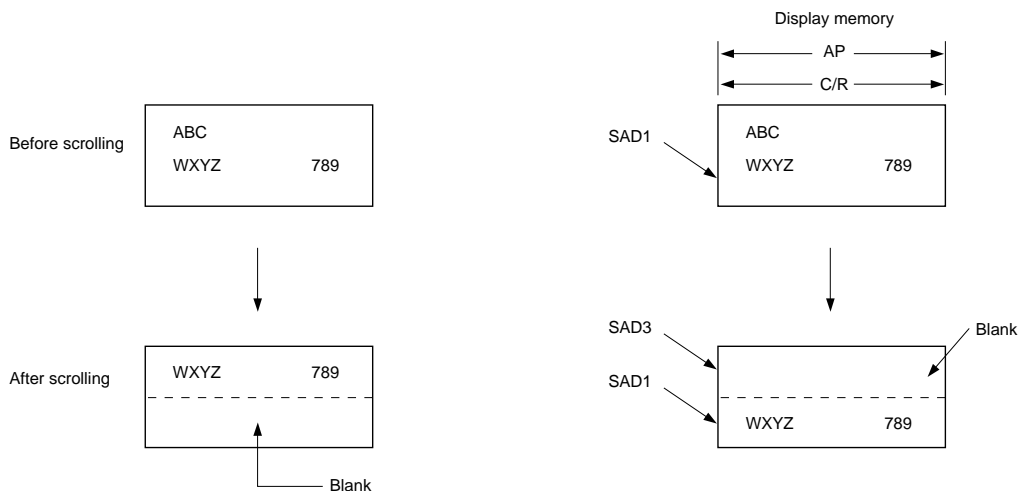 Display memory
AP
C/R
Before scrolling
ABC
WXYZ 789
SAD1
ABC
WXYZ 789
After scrolling
WXYZ 789
Blank
SAD3
SAD1
Blank
WXYZ 789